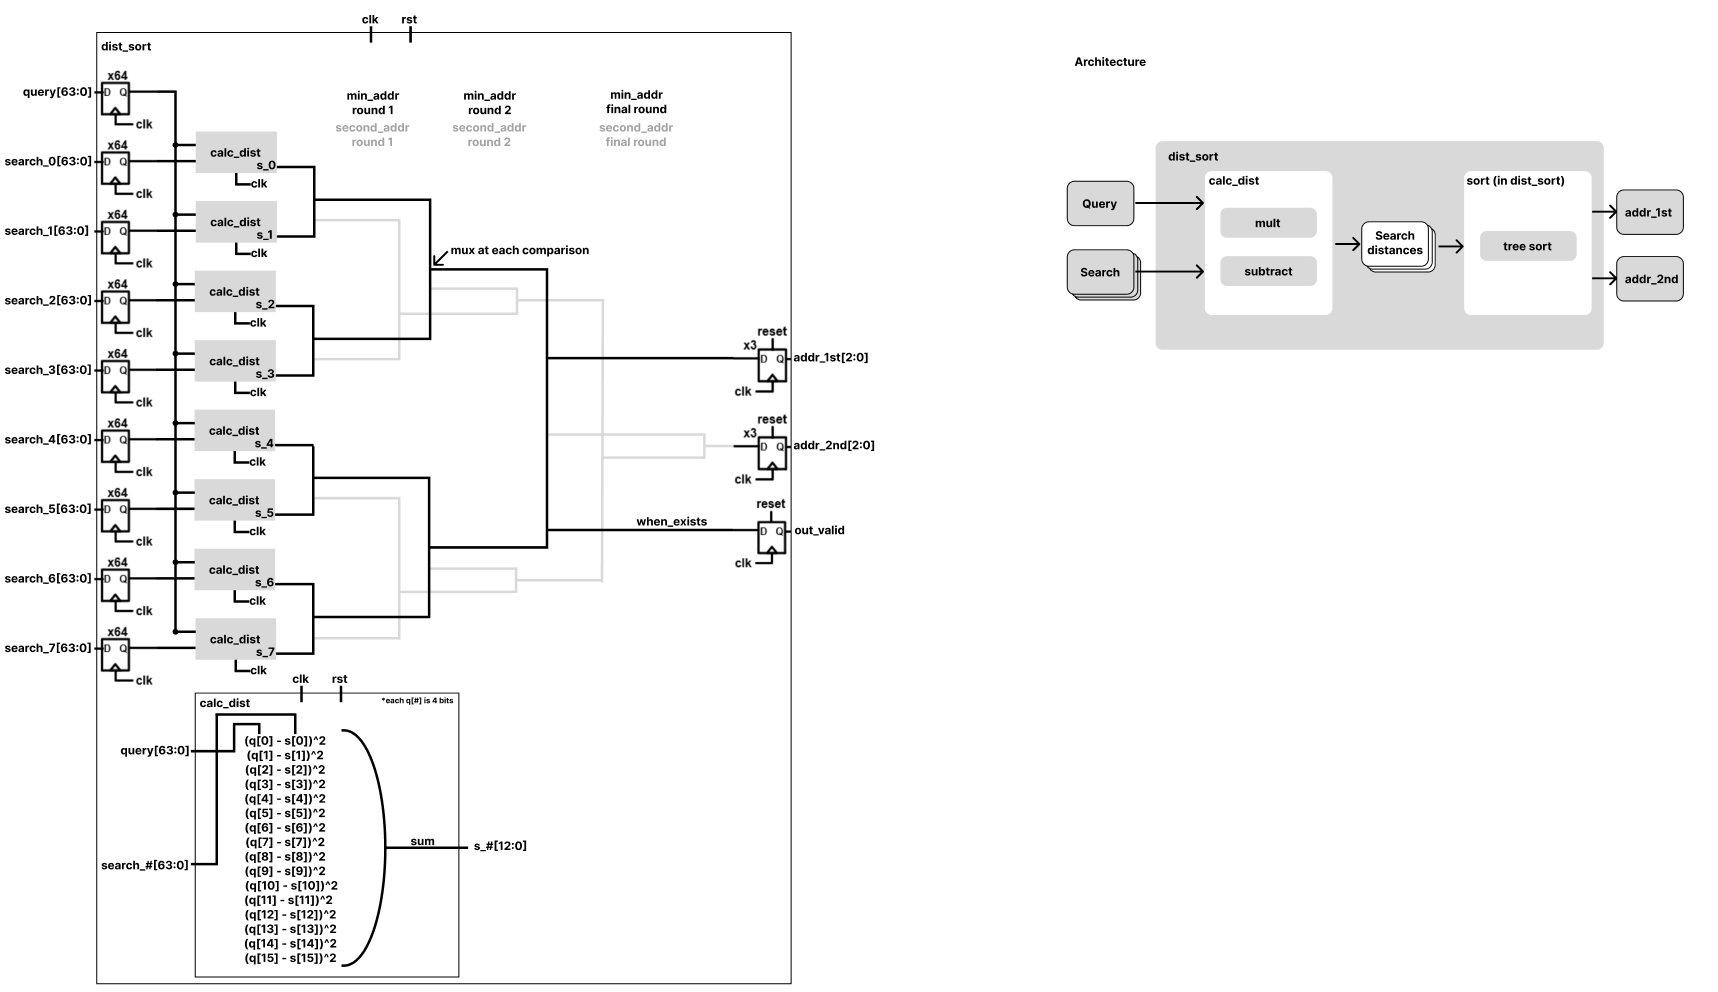 clk rst
dist_sort
x64
query[63:0] D Q
clk
min_addr
round 1
second_addr
round 1
min_addr
round 2
second_addr
round 2
min_addr
final round
second_addr
final round
x64
search_0[63:0] D Q
clk
calc_dist
s_0
clk
x64
search_1[63:0] D Q
clk
calc_dist
s_1
clk
mux at each comparison
x64
search_2[63:0] D Q
clk
calc_dist
s_2
clk
x64
search_3[63:0] D Q
clk
calc_dist
s_3
clk
x64
search_4[63:0] D Q
clk
calc_dist
s_4
clk
x64
search_5[63:0] D Q
clk
calc_dist
s_5
clk
x64
search_6[63:0] D Q
clk
calc_dist
s_6
clk
x64
search_7[63:0] D Q
clk
calc_dist
s_7
clk
reset
x3
D Q addr_1st[2:0]
clk
reset
x3
D Q addr_2nd[2:0]
clk
reset
when_exists D Q out_valid
clk
clk rst
calc_dist *each q[#] is 4 bits
query[63:0]
search_#[63:0]
(q[0] - s[0])^2
(q[1] - s[1])^2
(q[2] - s[2])^2
(q[3] - s[3])^2
(q[4] - s[4])^2
(q[5] - s[5])^2
(q[6] - s[6])^2
(q[7] - s[7])^2
(q[8] - s[8])^2
(q[9] - s[9])^2
(q[10] - s[10])^2
(q[11] - s[11])^2
(q[12] - s[12])^2
(q[13] - s[13])^2
(q[14] - s[14])^2
(q[15] - s[15])^2
sum s_#[12:0]
Architecture
dist_sort
Query
Search
calc_dist
mult
subtract
Search
distances
sort (in dist_sort)
tree sort
addr_1st
addr_2nd